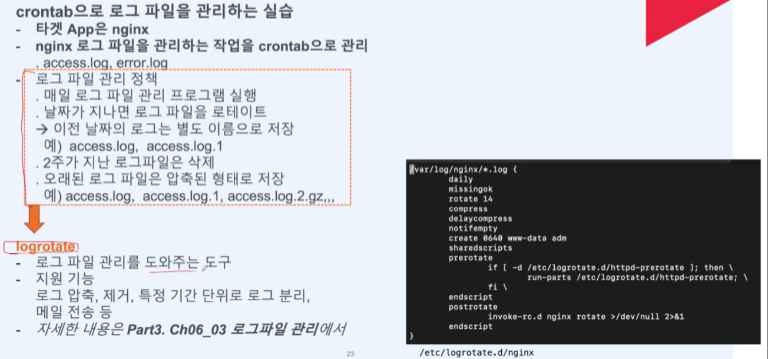 crontab으로 로그 파일을 관리하는 실습
- 타겟 App은 nginx
- nginx 로그 파일을 관리하는 작업을 crontab으로 관리
. access.log, error.log
- 로그 파일 관리 정책
. 매일 로그 파일 관리 프로그램 실행
. 날짜가 지나면 로그 파일을 로테이트
→ 이전 날짜의 로그는 별도 이름으로 저장
예) access.log, access.log.1
. 2주가 지난 로그파일은 삭제
. 오래된 로그 파일은 압축된 형태로 저장
예) access.log, access.log.1, access.log.2.gz,,,
logrotate
- 로그 파일 관리를 도와주는 도구
- 지원 기능
로그 압축, 제거, 특정 기간 단위로 로그 분리,
메일 전송 등
- 자세한 내용은 Part3. Ch06_03 로그파일 관리에서
23
/var/log/nginx/*.log {
daily
missingok
rotate 14
compress
delaycompress
notifempty
create 0640 www-data adm
sharedscripts
prerotate
if [ -d /etc/logrotate.d/httpd-prerotate ]; then \
run-parts /etc/logrotate.d/httpd-prerotate; \
fi \
endscript
postrotate
invoke-rc.d nginx rotate >/dev/null 2>&1
endscript
}
/etc/logrotate.d/nginx